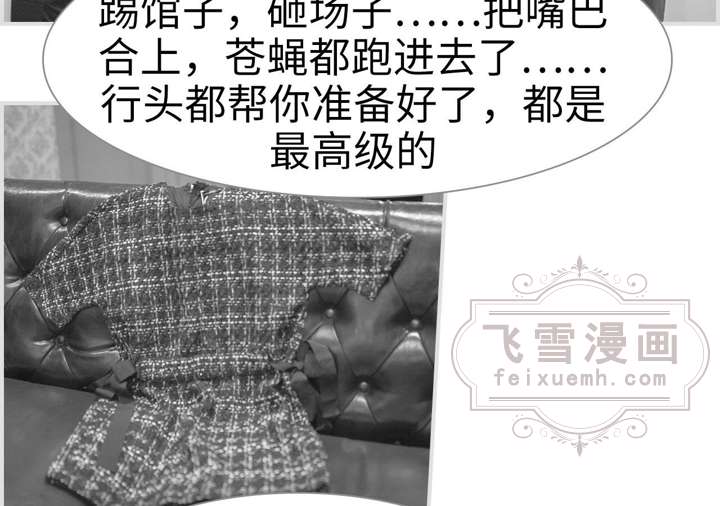 踢馆子，砸场子……把嘴巴
合上，苍蝇都跑进去了……
行头都帮你准备好了，都是
最高级的
飞雪漫画
feixuemh.com